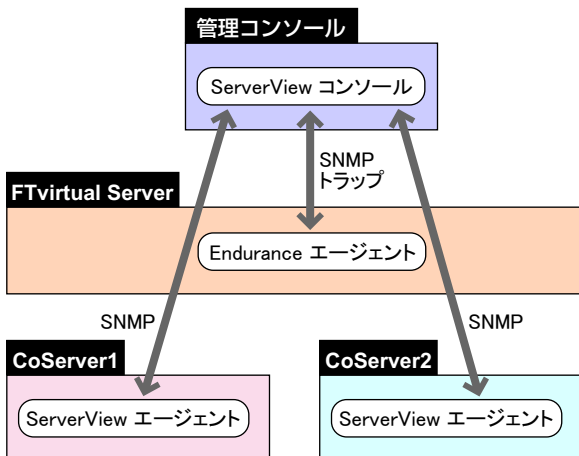 管理コンソール
ServerView コンソール
SNMP
トラップ
FTvirtual Server
Endurance エージェント
SNMP
SNMP
CoServer1
CoServer2
ServerView エージェント
ServerView エージェント